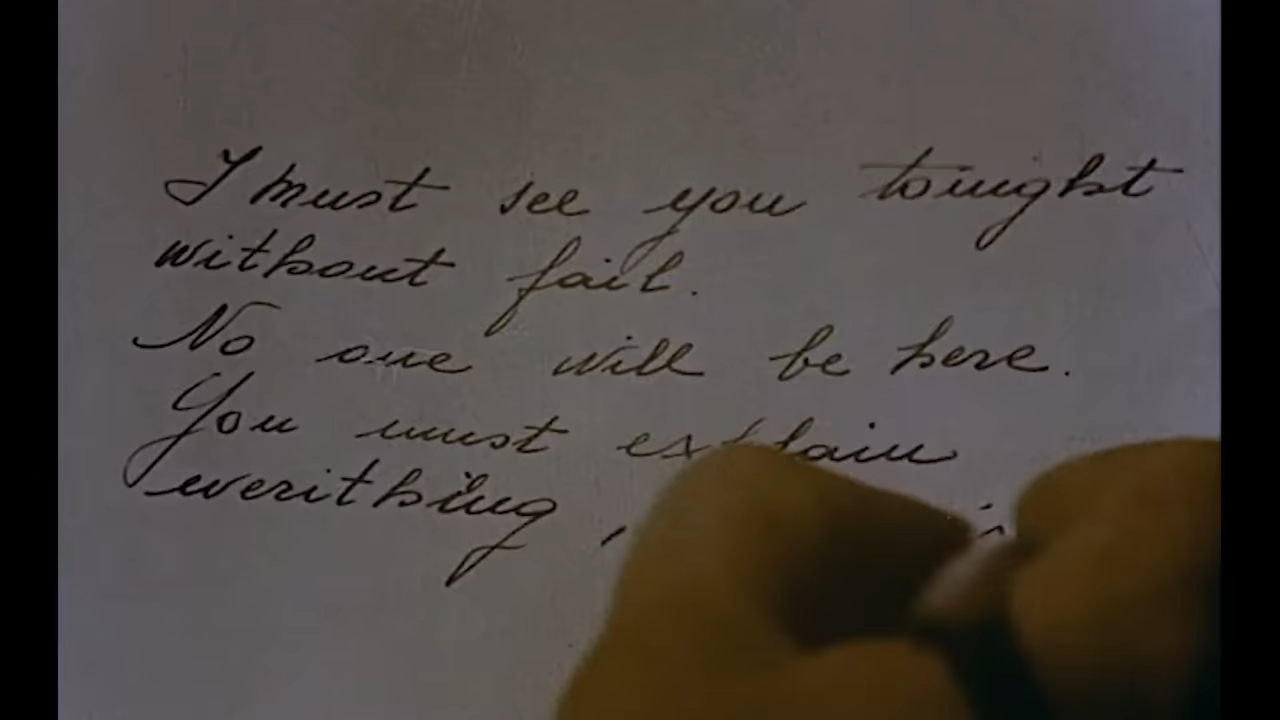 I must see you tonight
without fail.
No one will be here.
You must explain
everithing,